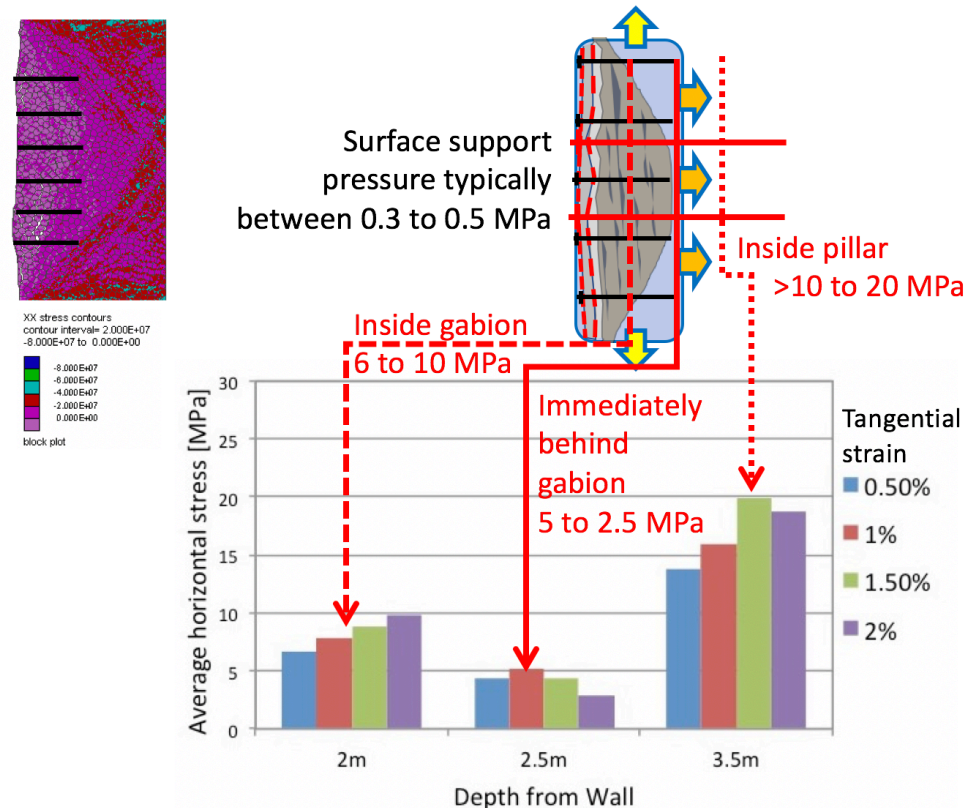 Surface support
pressure typically
between 0.3 to 0.5 MPa
Inside pillar
>10 to 20 MPa
XX stress contours
contour interval= 2.000E+07
-8.000E+07 to 0.000E+00
-8.000E+07
-6.000E+07
-4.000E+07
-2.000E+07
0.000E+00
block plot
Inside gabion
6 to 10 MPa
Immediately
behind
gabion
5 to 2.5 MPa
Average horizontal stress [MPa]
30
25
20
15
10
5
0
2m
2.5m
3.5m
Depth from Wall
Tangential
strain
0.50%
1%
1.50%
2%